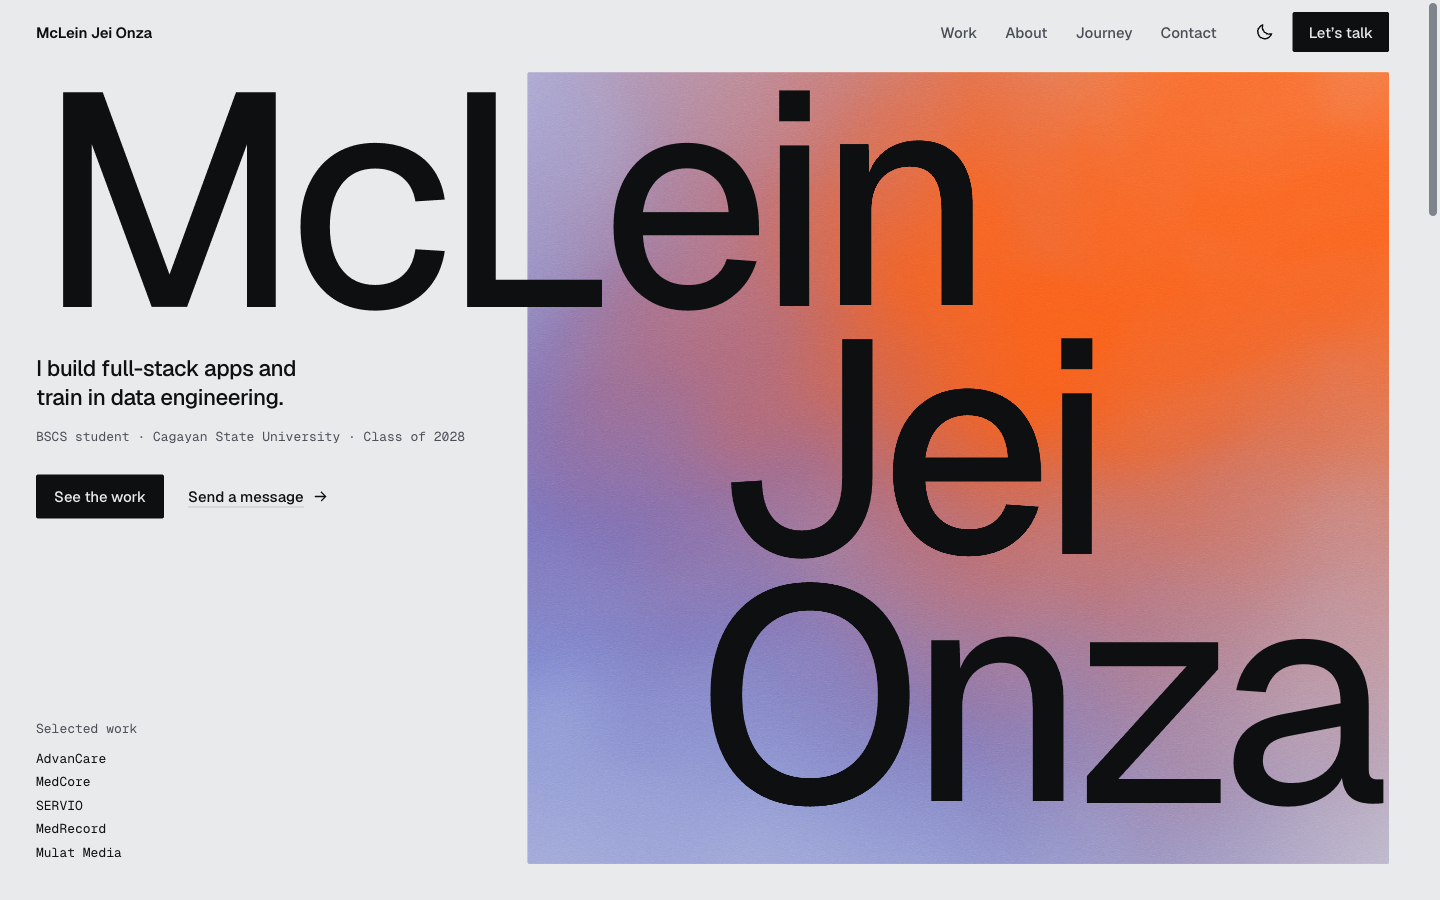 McLein Jei Onza
Work
About
Journey
Contact
Let's talk
McLein
Jei
Onza
I build full-stack apps and
train in data engineering.
BSCS student · Cagayan State University · Class of 2028
See the work
Send a message →
Selected work
AdvanCare
MedCore
SERVIO
MedRecord
Mulat Media